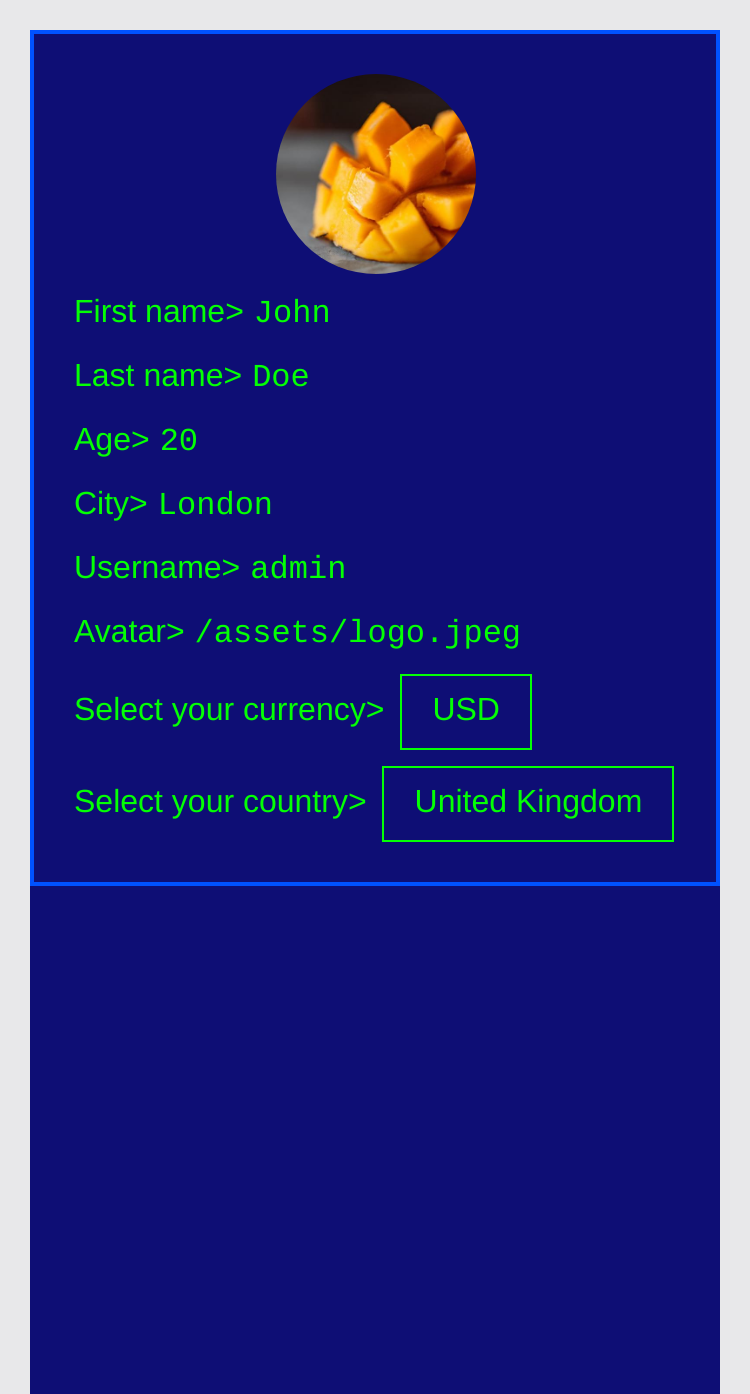 First name> John
Last name> Doe
Age> 20
City> London
Username> admin
Avatar> /assets/logo.jpeg
Select your currency> USD
Select your country> United Kingdom